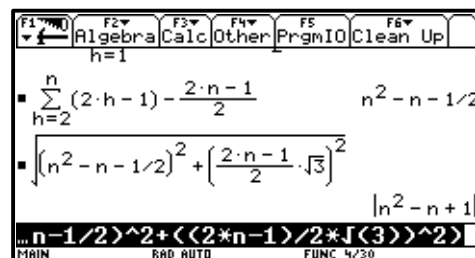 F1 F2 F3 F4 F5 F6
Algebra Calc Other PrgmIO Clean Up
h=1
n
∑ (2·h−1) − (2·n−1)/2 n² − n − 1/2
h=2
√((n² − n − 1/2)² + ((2·n−1)/2 · √3)²)
|n² − n + 1|
…n-1/2)^2+((2*n-1)/2*√(3))^2)
MAIN RAD AUTO FUNC 4/30